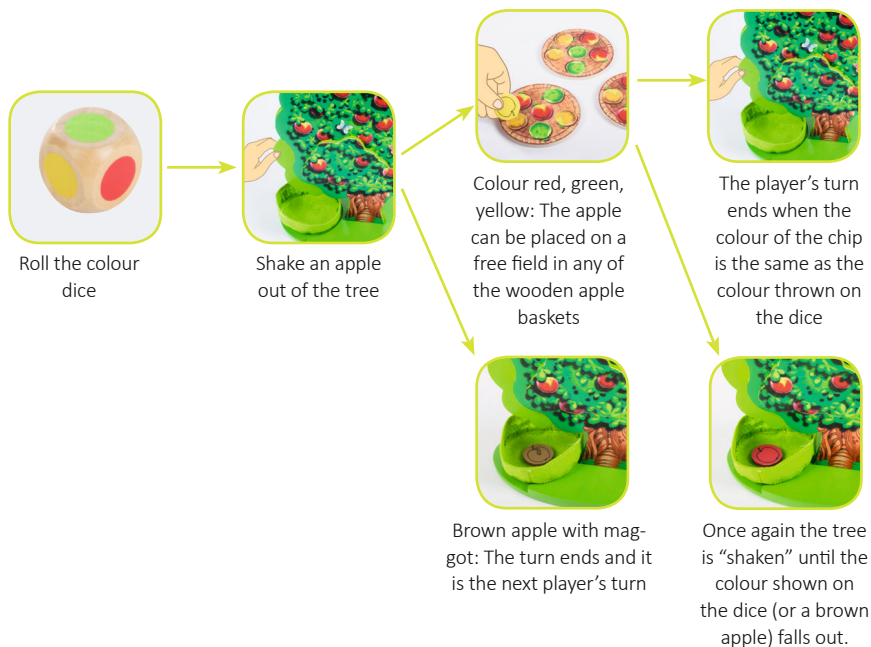 Roll the colour
dice
Shake an apple
out of the tree
Colour red, green,
yellow: The apple
can be placed on a
free field in any of
the wooden apple
baskets
The player’s turn
ends when the
colour of the chip
is the same as the
colour thrown on
the dice
Brown apple with mag-
got: The turn ends and it
is the next player’s turn
Once again the tree
is “shaken” until the
colour shown on
the dice (or a brown
apple) falls out.